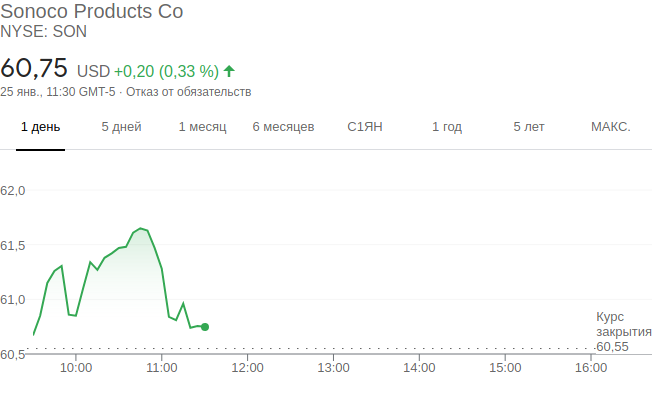 Sonoco Products Co
NYSE: SON
60,75 USD +0,20 (0,33 %)
25 янв., 11:30 GMT-5 · Отказ от обязательств
1 день 5 дней 1 месяц 6 месяцев С1ЯН 1 год 5 лет МАКС.
62,0
61,5
61,0
Курс
закрытия
60,55
60,5
10:00 11:00 12:00 13:00 14:00 15:00 16:00